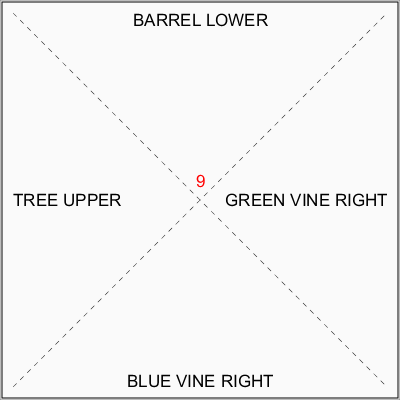 BARREL LOWER
9
TREE UPPER
GREEN VINE RIGHT
BLUE VINE RIGHT